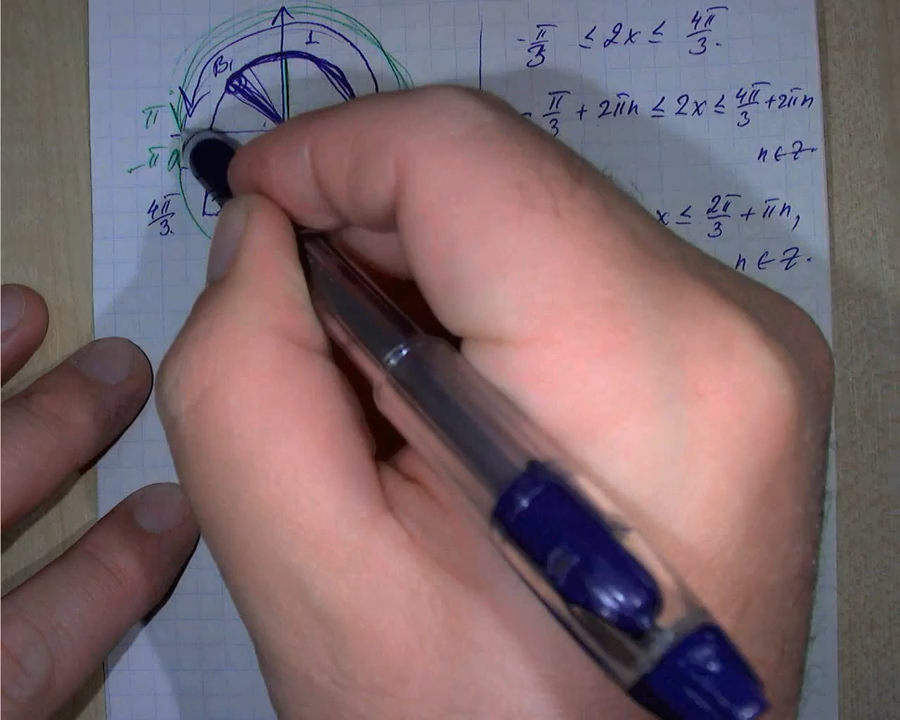 1
B₁
π
-π
4π/3.
-π/3 ≤ 2x ≤ 4π/3.
-π/3 + 2πn ≤ 2x ≤ 4π/3 + 2πn
n ∈ Z.
x ≤ 2π/3 + πn,
n ∈ Z.